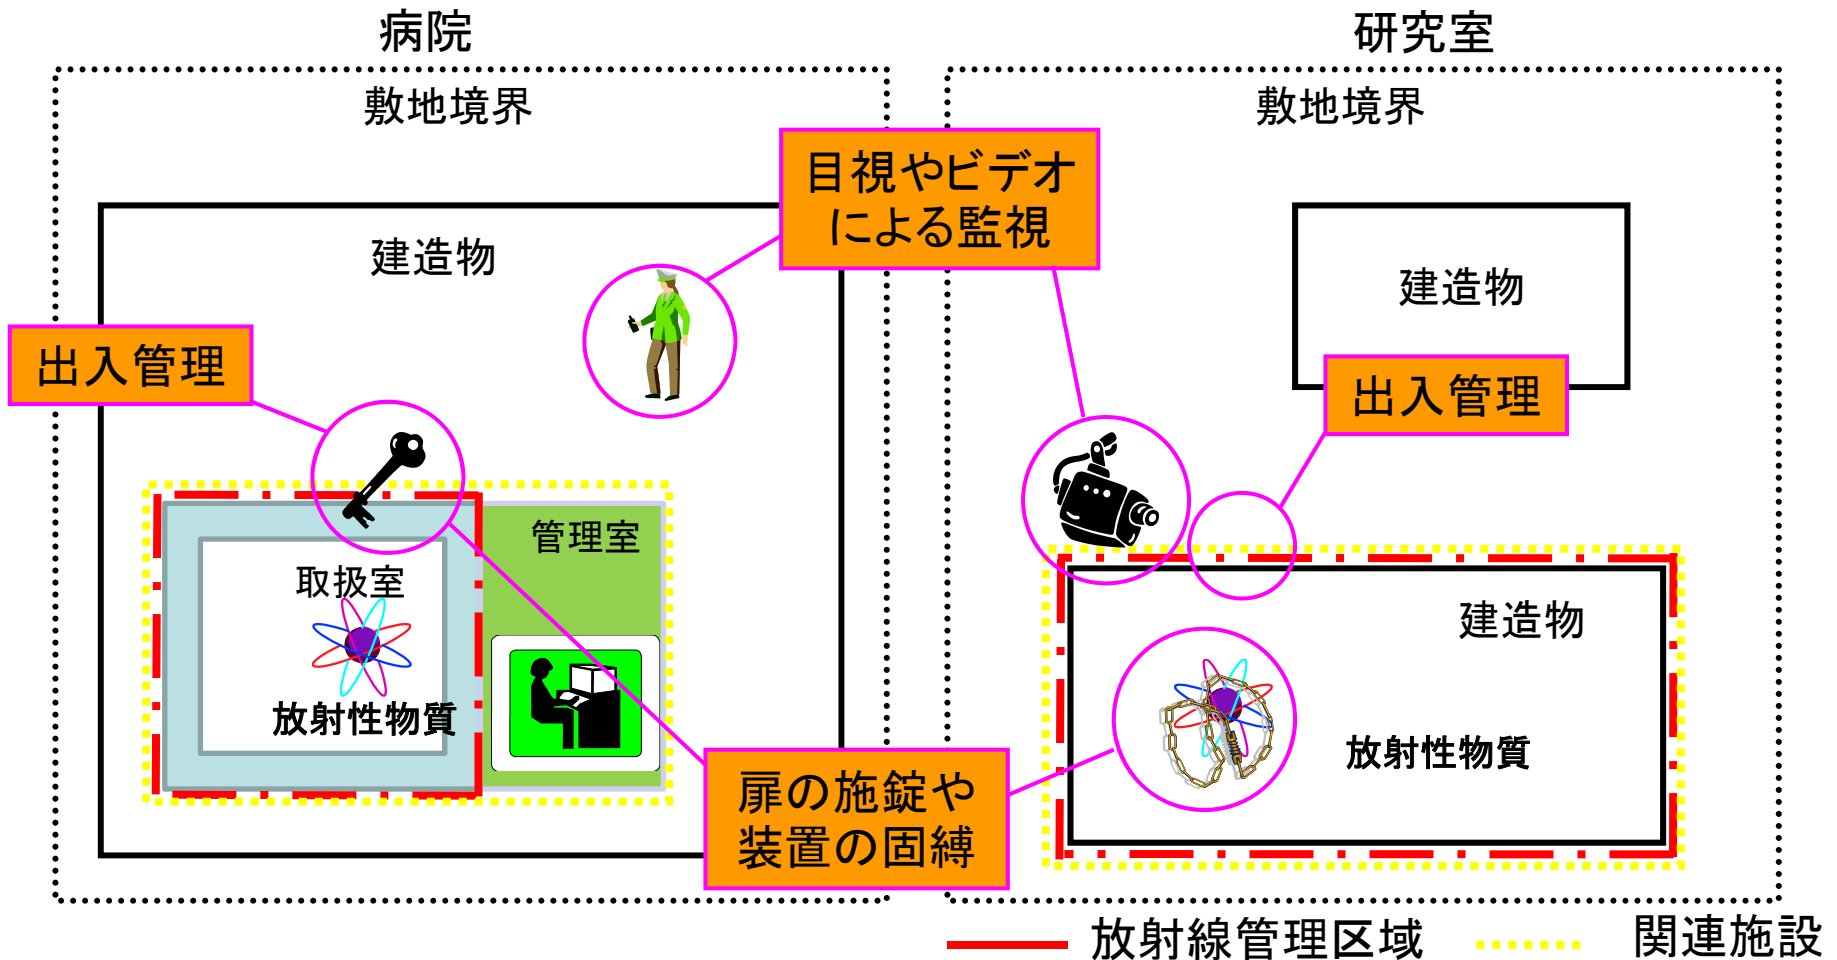 病院
研究室
敷地境界
敷地境界
目視やビデオ
による監視
建造物
建造物
出入管理
出入管理
管理室
取扱室
放射性物質
建造物
放射性物質
扉の施錠や
装置の固縛
放射線管理区域
関連施設